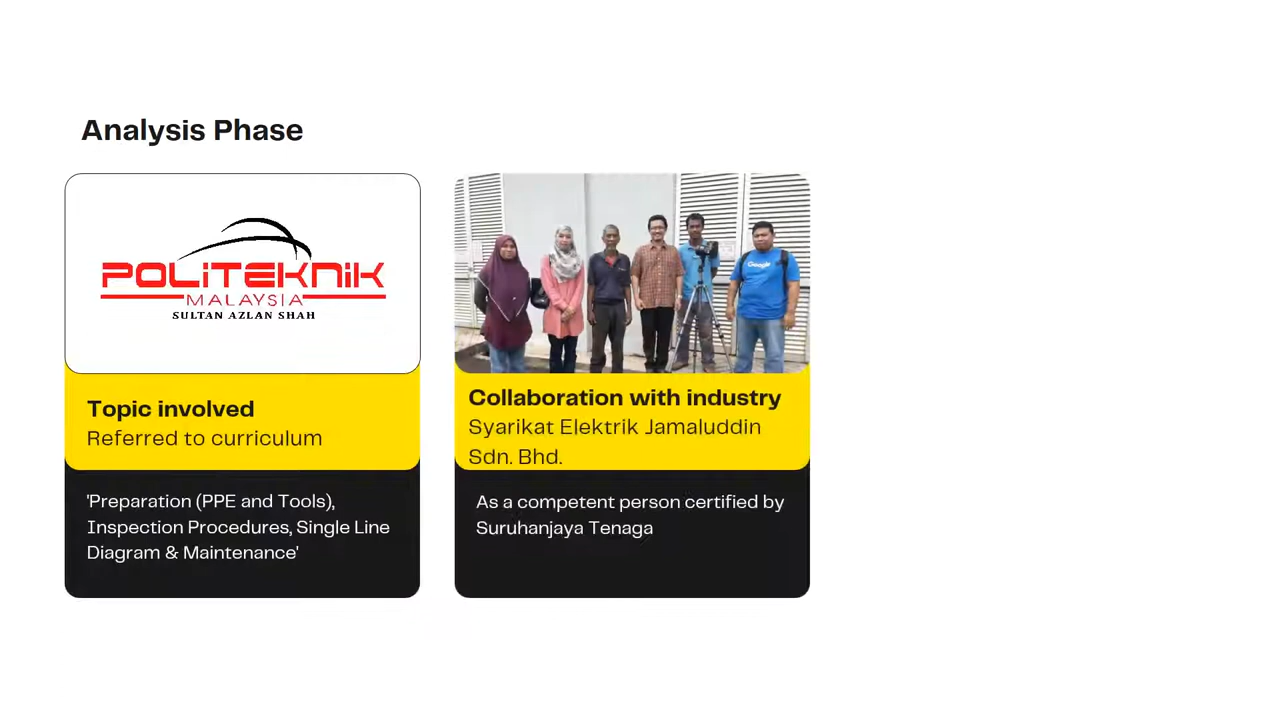 Analysis Phase
POLITEKNIK
MALAYSIA
SULTAN AZLAN SHAH
Topic involved
Referred to curriculum
'Preparation (PPE and Tools),
Inspection Procedures, Single Line
Diagram & Maintenance'
Google
Collaboration with industry
Syarikat Elektrik Jamaluddin
Sdn. Bhd.
As a competent person certified by
Suruhanjaya Tenaga